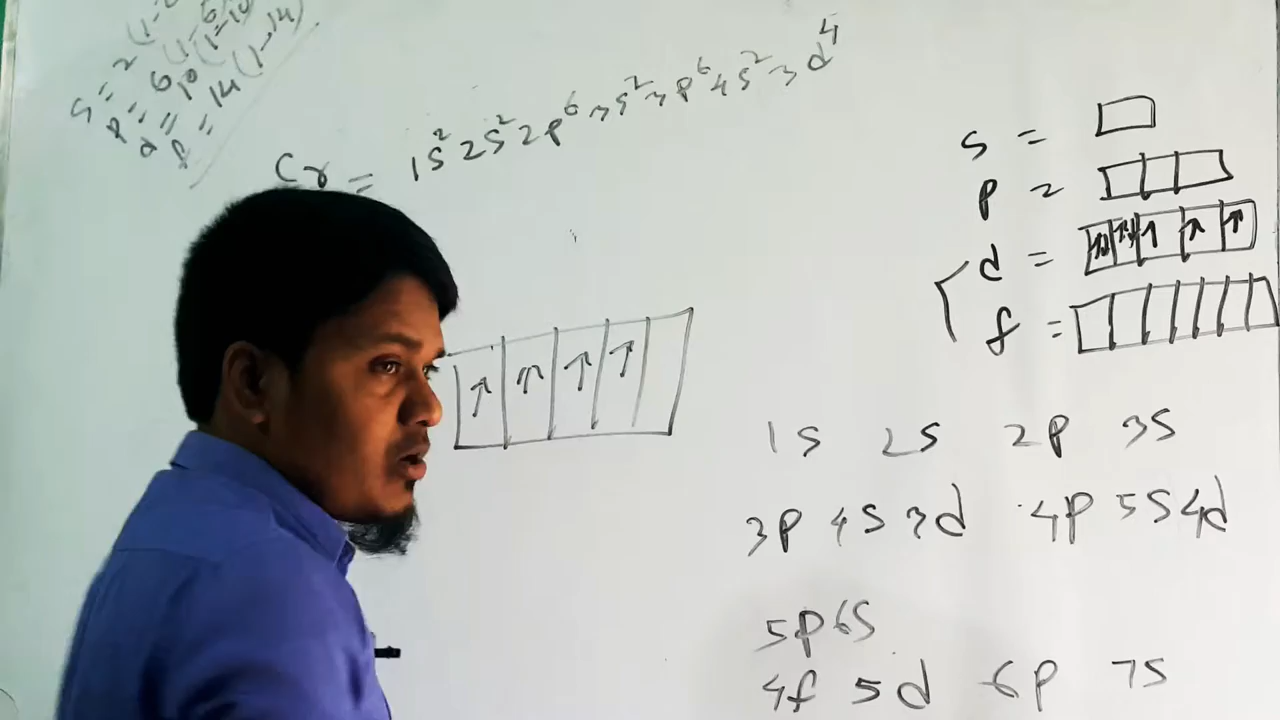 s = 2 (1-2
p = 6 (1-6)
d = 10 (1-10)
f = 14 (1-14)
Cr = 1s² 2s² 2p⁶ 3s² 3p⁶ 4s² 3d⁴
↑ ↑ ↑ ↑
s =
p =
d = ↑↓ ↑↓ ↑ ↑ ↑
f =
1s 2s 2p 3s
3p 4s 3d 4p 5s 4d
5p 6s
4f 5d 6p 7s